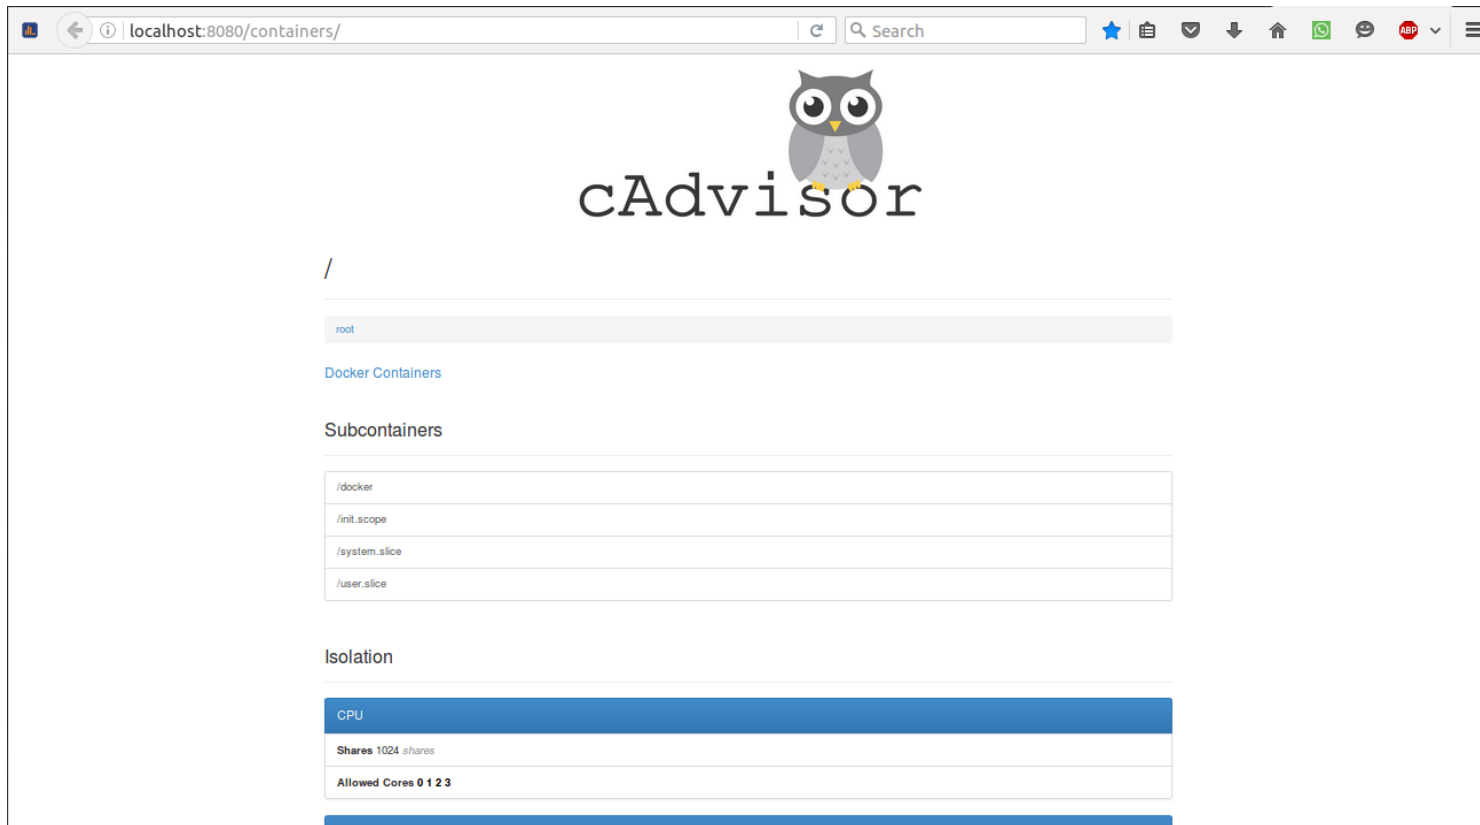 localhost:8080/containers/
Search
ABP
cAdvisor
/
root
Docker Containers
Subcontainers
/docker
/init.scope
/system.slice
/user.slice
Isolation
CPU
Shares 1024 shares
Allowed Cores 0 1 2 3